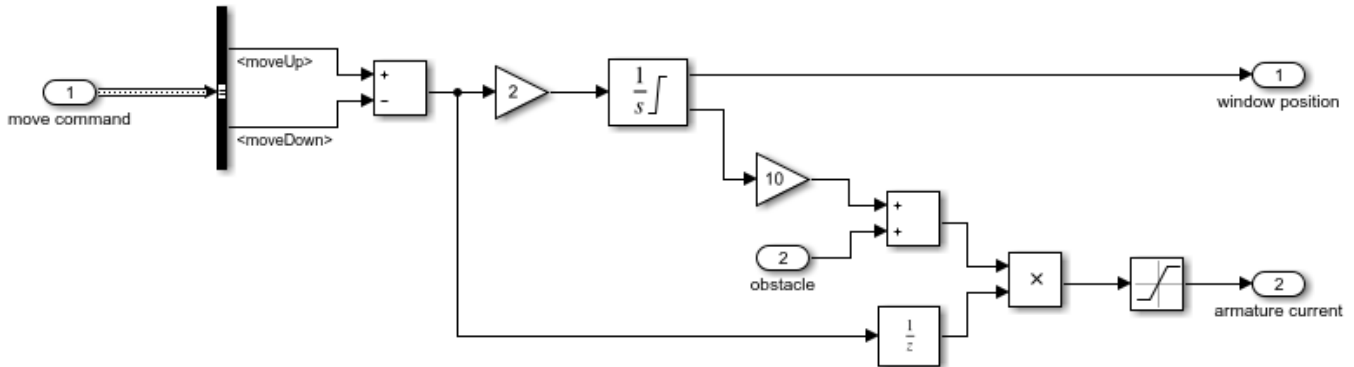 <moveUp>
+
−
<moveDown>
1
move command
2
1
s
1
window position
10
+
+
2
obstacle
×
2
armature current
1
z